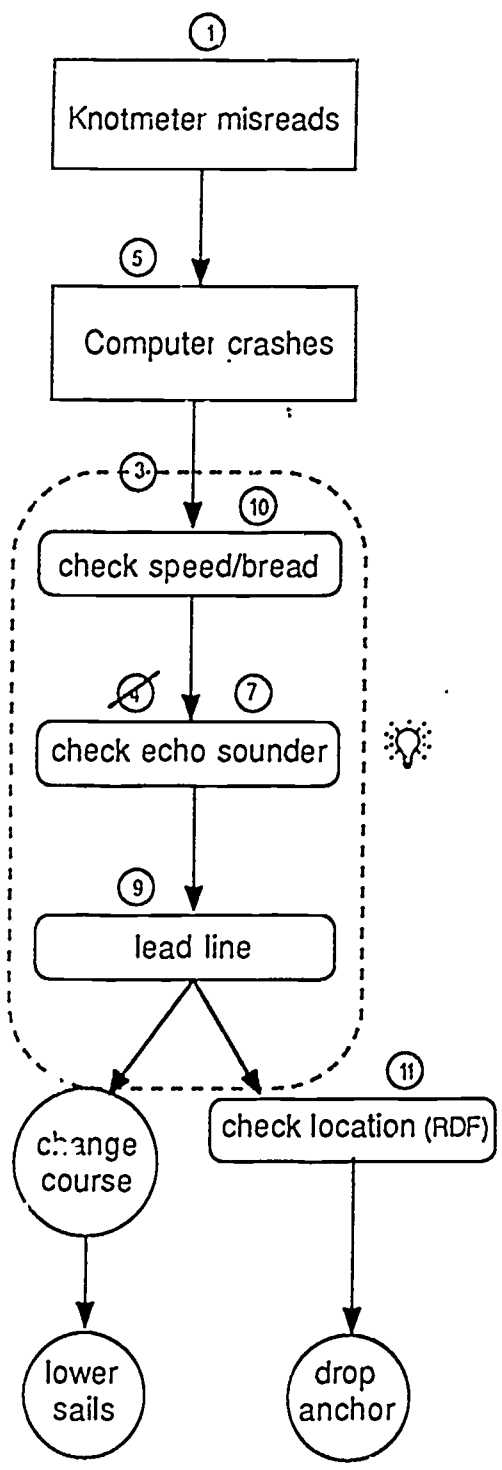 1
Knotmeter misreads
5
Computer crashes
3
10
check speed/bread
4
7
check echo sounder
9
lead line
11
change
course
check location (RDF)
lower
sails
drop
anchor